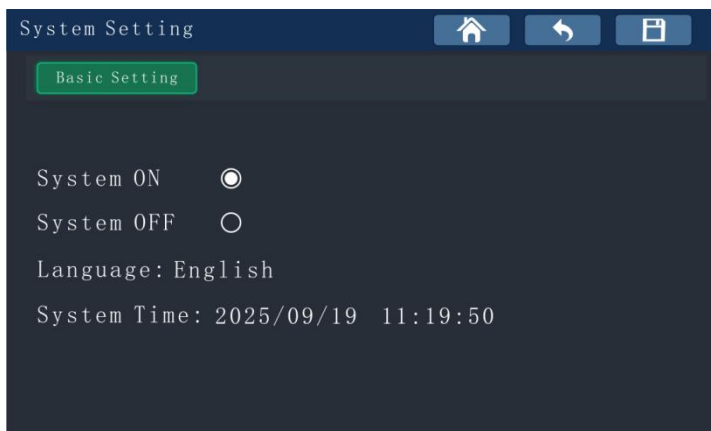 System Setting
Basic Setting
System ON
System OFF
Language: English
System Time: 2025/09/19 11:19:50